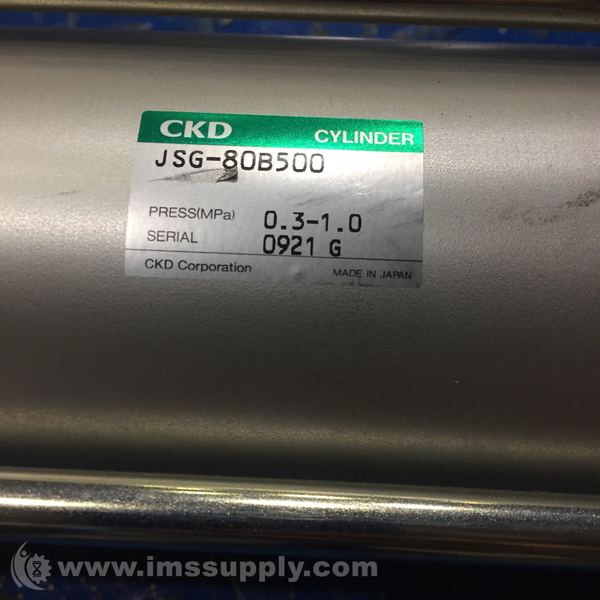 CKD CYLINDER
JSG-80B500
PRESS(MPa) 0.3-1.0
SERIAL 0921 G
CKD Corporation MADE IN JAPAN
www.imssupply.com